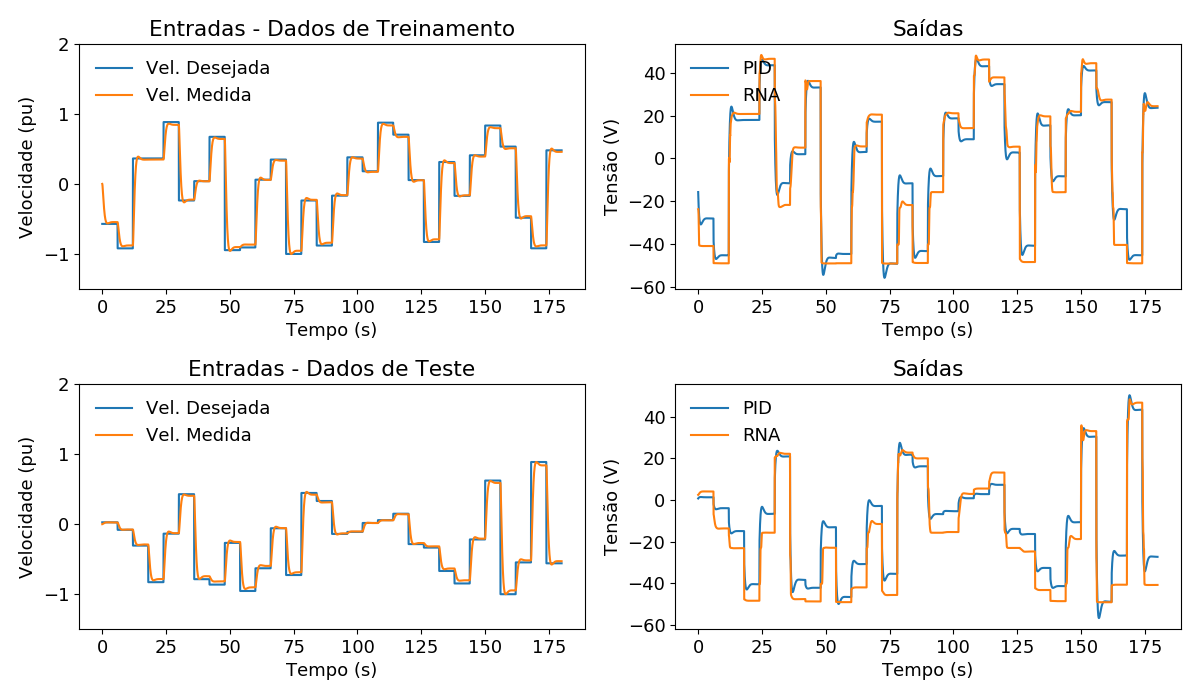 Entradas - Dados de Treinamento
Velocidade (pu)
2
1
0
−1
Vel. Desejada
Vel. Medida
0 25 50 75 100 125 150 175
Tempo (s)
Saídas
Tensão (V)
40
20
0
−20
−40
−60
PID
RNA
0 25 50 75 100 125 150 175
Tempo (s)
Entradas - Dados de Teste
Velocidade (pu)
2
1
0
−1
Vel. Desejada
Vel. Medida
0 25 50 75 100 125 150 175
Tempo (s)
Saídas
Tensão (V)
40
20
0
−20
−40
−60
PID
RNA
0 25 50 75 100 125 150 175
Tempo (s)